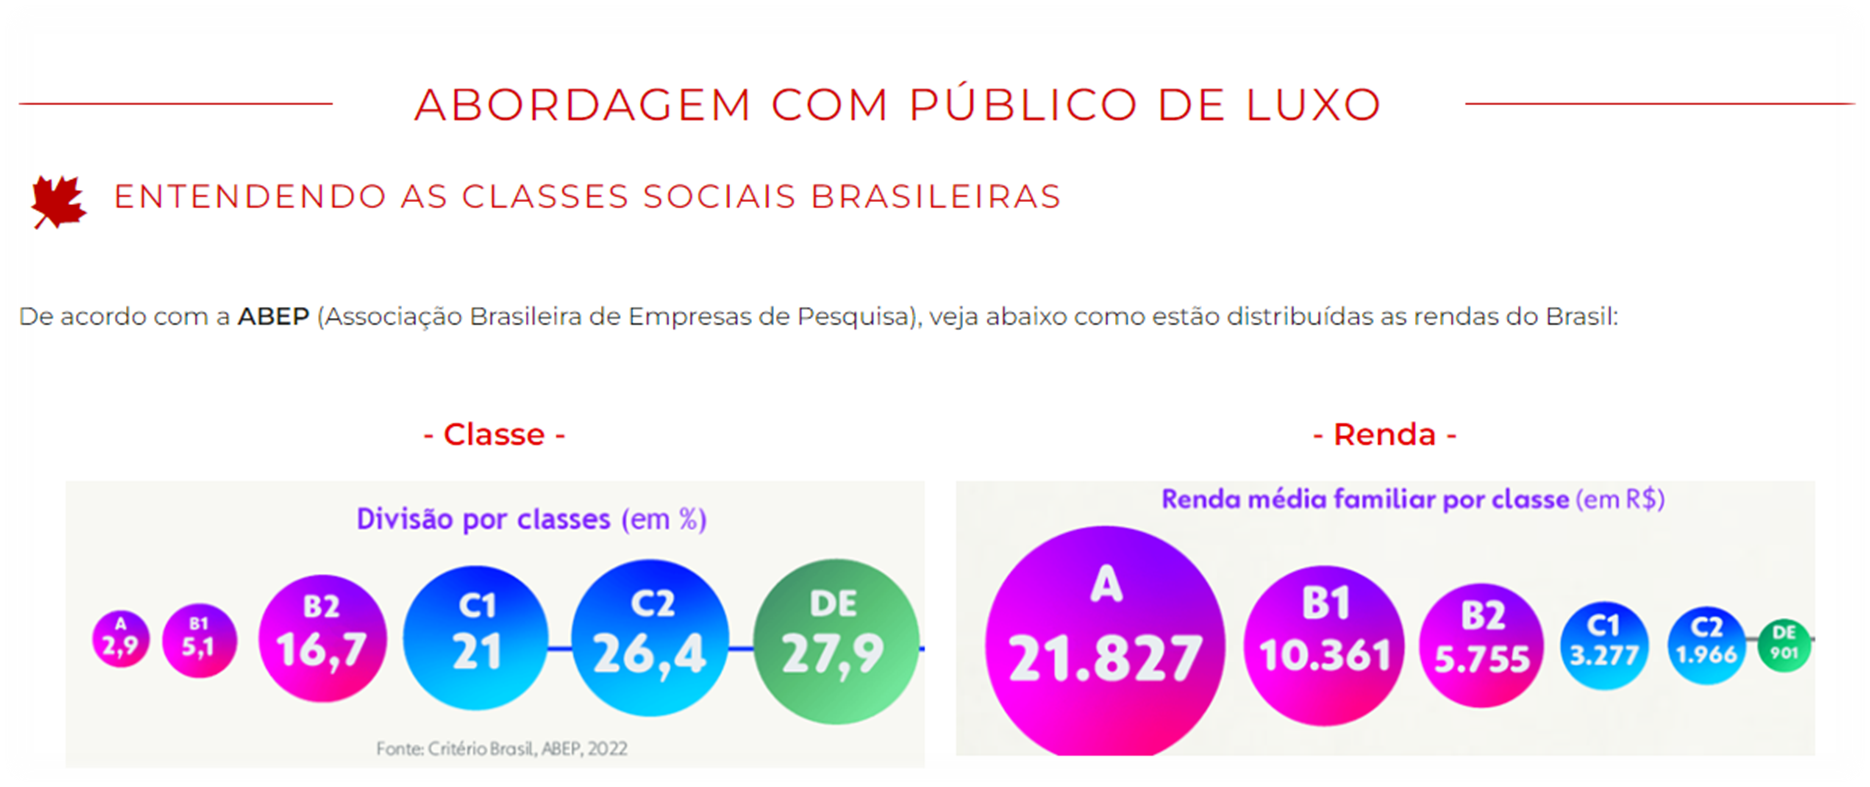 ABORDAGEM COM PÚBLICO DE LUXO
ENTENDENDO AS CLASSES SOCIAIS BRASILEIRAS
De acordo com a ABEP (Associação Brasileira de Empresas de Pesquisa), veja abaixo como estão distribuídas as rendas do Brasil:
- Classe -
Divisão por classes (em %)
A
2,9
B1
5,1
B2
16,7
C1
21
C2
26,4
DE
27,9
Fonte: Critério Brasil, ABEP, 2022
- Renda -
Renda média familiar por classe (em R$)
A
21.827
B1
10.361
B2
5.755
C1
3.277
C2
1.966
DE
901